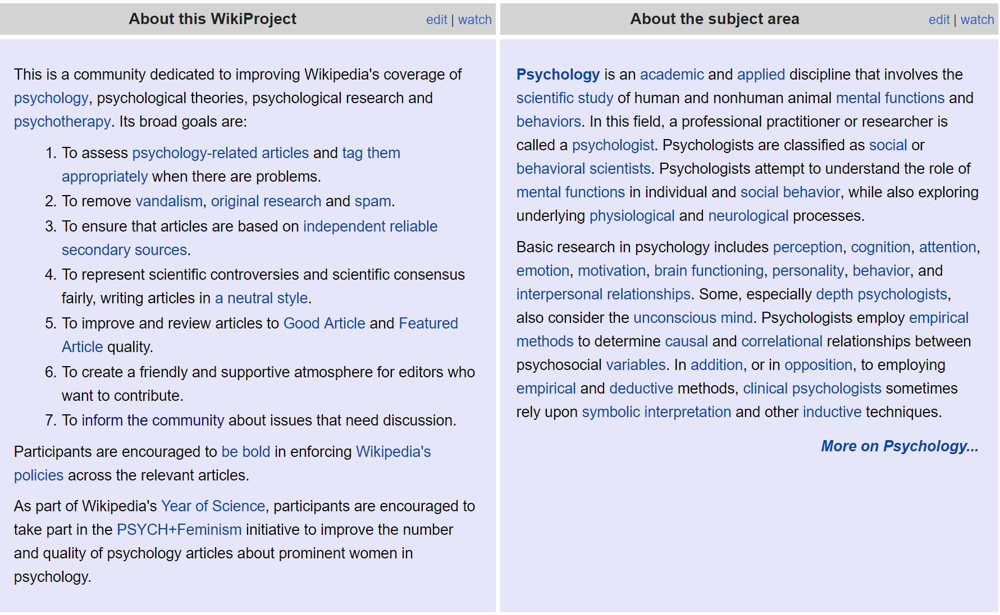 About this WikiProject
edit | watch
This is a community dedicated to improving Wikipedia's coverage of
psychology, psychological theories, psychological research and
psychotherapy. Its broad goals are:
1. To assess psychology-related articles and tag them
appropriately when there are problems.
2. To remove vandalism, original research and spam.
3. To ensure that articles are based on independent reliable
secondary sources.
4. To represent scientific controversies and scientific consensus
fairly, writing articles in a neutral style.
5. To improve and review articles to Good Article and Featured
Article quality.
6. To create a friendly and supportive atmosphere for editors who
want to contribute.
7. To inform the community about issues that need discussion.
Participants are encouraged to be bold in enforcing Wikipedia's
policies across the relevant articles.
As part of Wikipedia's Year of Science, participants are encouraged to
take part in the PSYCH+Feminism initiative to improve the number
and quality of psychology articles about prominent women in
psychology.
About the subject area
edit | watch
Psychology is an academic and applied discipline that involves the
scientific study of human and nonhuman animal mental functions and
behaviors. In this field, a professional practitioner or researcher is
called a psychologist. Psychologists are classified as social or
behavioral scientists. Psychologists attempt to understand the role of
mental functions in individual and social behavior, while also exploring
underlying physiological and neurological processes.
Basic research in psychology includes perception, cognition, attention,
emotion, motivation, brain functioning, personality, behavior, and
interpersonal relationships. Some, especially depth psychologists,
also consider the unconscious mind. Psychologists employ empirical
methods to determine causal and correlational relationships between
psychosocial variables. In addition, or in opposition, to employing
empirical and deductive methods, clinical psychologists sometimes
rely upon symbolic interpretation and other inductive techniques.
More on Psychology...